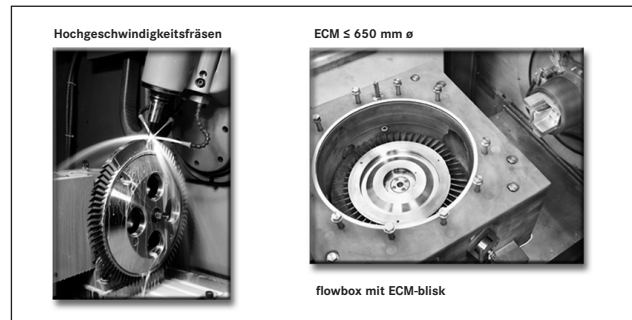 Hochgeschwindigkeitsfräsen
ECM ≤ 650 mm ø
flowbox mit ECM-blisk